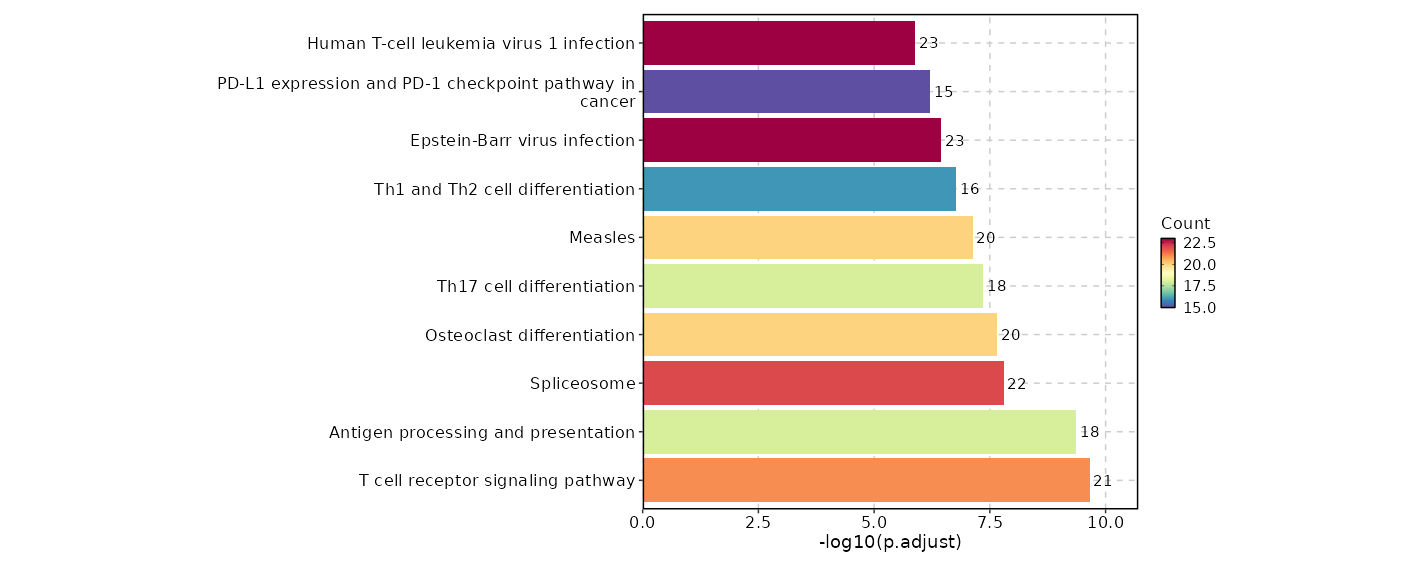 Human T-cell leukemia virus 1 infection
23
PD-L1 expression and PD-1 checkpoint pathway in
cancer
15
Epstein-Barr virus infection
23
Th1 and Th2 cell differentiation
16
Measles
20
Th17 cell differentiation
18
Osteoclast differentiation
20
Spliceosome
22
Antigen processing and presentation
18
T cell receptor signaling pathway
21
0.0 2.5 5.0 7.5 10.0
-log10(p.adjust)
Count
22.5
20.0
17.5
15.0